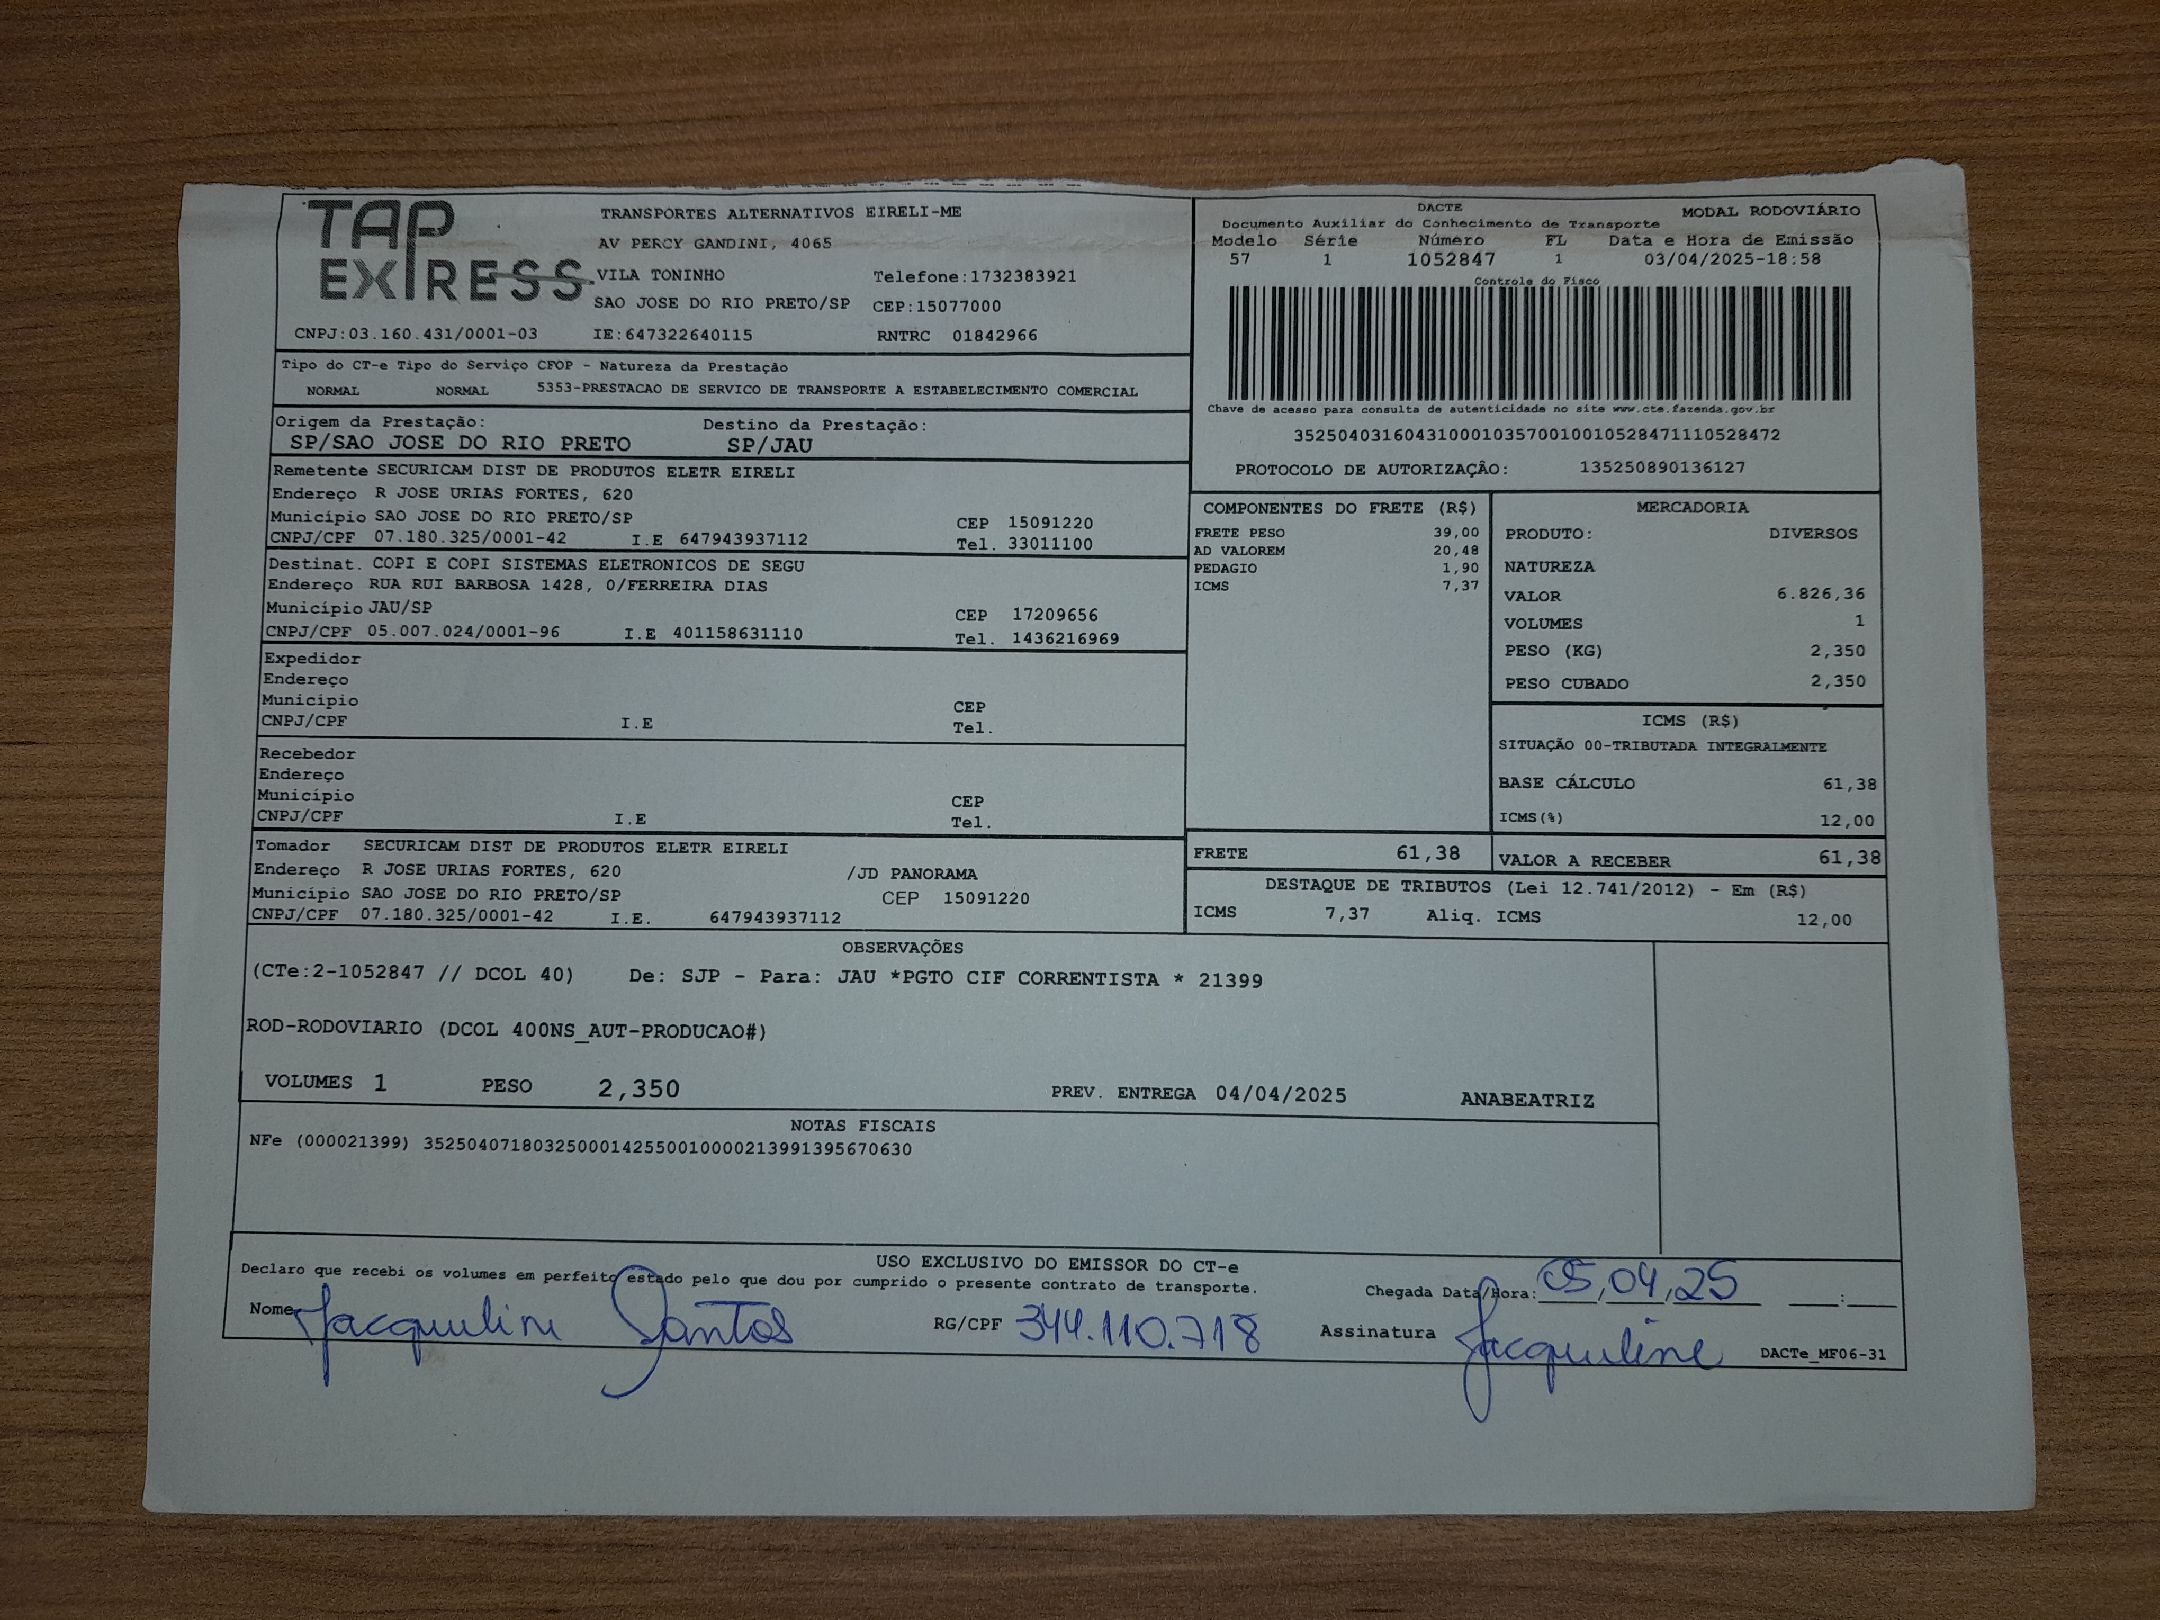 TAP EXPRESS
TRANSPORTES ALTERNATIVOS EIRELI-ME
AV PERCY GANDINI, 4065
VILA TONINHO Telefone:1732383921
SAO JOSE DO RIO PRETO/SP CEP:15077000
CNPJ:03.160.431/0001-03 IE:647322640115 RNTRC 01842966
DACTE MODAL RODOVIÁRIO
Documento Auxiliar do Conhecimento de Transporte
Modelo Série Número FL Data e Hora de Emissão
57 1 1052847 1 03/04/2025-18:58
Controle do Fisco
Chave de acesso para consulta de autenticidade no site www.cte.fazenda.gov.br
35250403160431000103570010010528471110528472
PROTOCOLO DE AUTORIZAÇÃO: 135250890136127
Tipo do CT-e Tipo do Serviço CFOP - Natureza da Prestação
NORMAL NORMAL 5353-PRESTACAO DE SERVICO DE TRANSPORTE A ESTABELECIMENTO COMERCIAL
Origem da Prestação: Destino da Prestação:
SP/SAO JOSE DO RIO PRETO SP/JAU
Remetente SECURICAM DIST DE PRODUTOS ELETR EIRELI
Endereço R JOSE URIAS FORTES, 620
Município SAO JOSE DO RIO PRETO/SP CEP 15091220
CNPJ/CPF 07.180.325/0001-42 I.E 647943937112 Tel. 33011100
Destinat. COPI E COPI SISTEMAS ELETRONICOS DE SEGU
Endereço RUA RUI BARBOSA 1428, 0/FERREIRA DIAS
Município JAU/SP CEP 17209656
CNPJ/CPF 05.007.024/0001-96 I.E 401158631110 Tel. 1436216969
Expedidor
Endereço
Município CEP
CNPJ/CPF I.E Tel.
Recebedor
Endereço
Município CEP
CNPJ/CPF I.E Tel.
Tomador SECURICAM DIST DE PRODUTOS ELETR EIRELI
Endereço R JOSE URIAS FORTES, 620 /JD PANORAMA
Município SAO JOSE DO RIO PRETO/SP CEP 15091220
CNPJ/CPF 07.180.325/0001-42 I.E. 647943937112
COMPONENTES DO FRETE (R$)
FRETE PESO 39,00
AD VALOREM 20,48
PEDAGIO 1,90
ICMS 7,37
MERCADORIA
PRODUTO: DIVERSOS
NATUREZA
VALOR 6.826,36
VOLUMES 1
PESO (KG) 2,350
PESO CUBADO 2,350
ICMS (R$)
SITUAÇÃO 00-TRIBUTADA INTEGRALMENTE
BASE CÁLCULO 61,38
ICMS(%) 12,00
FRETE 61,38 VALOR A RECEBER 61,38
DESTAQUE DE TRIBUTOS (Lei 12.741/2012) - Em (R$)
ICMS 7,37 Aliq. ICMS 12,00
OBSERVAÇÕES
(CTe:2-1052847 // DCOL 40) De: SJP - Para: JAU *PGTO CIF CORRENTISTA * 21399
ROD-RODOVIARIO (DCOL 400NS_AUT-PRODUCAO#)
VOLUMES 1 PESO 2,350 PREV. ENTREGA 04/04/2025 ANABEATRIZ
NOTAS FISCAIS
NFe (000021399) 35250407180325000142550010000213991395670630
USO EXCLUSIVO DO EMISSOR DO CT-e
Declaro que recebi os volumes em perfeito estado pelo que dou por cumprido o presente contrato de transporte.
Chegada Data/Hora: 05,04,25 :
Nome Jacqueline Santos RG/CPF 344.110.718 Assinatura Jacqueline
DACTe_MF06-31